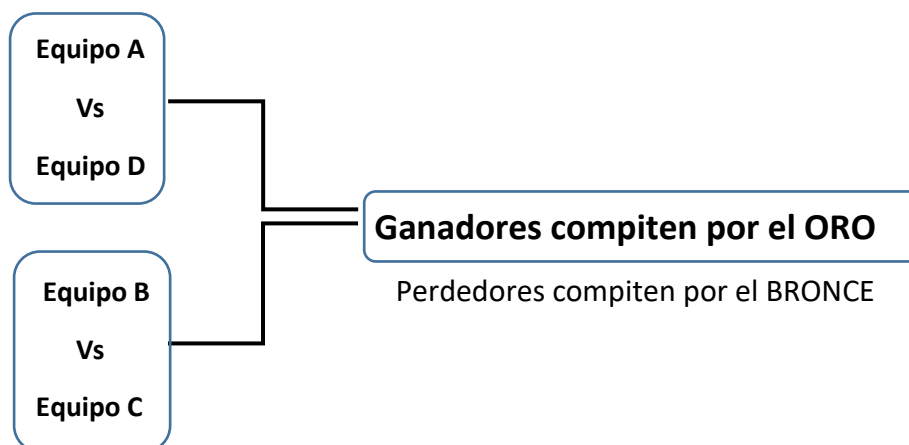 Equipo A
Vs
Equipo D
Ganadores compiten por el ORO
Perdedores compiten por el BRONCE
Equipo B
Vs
Equipo C